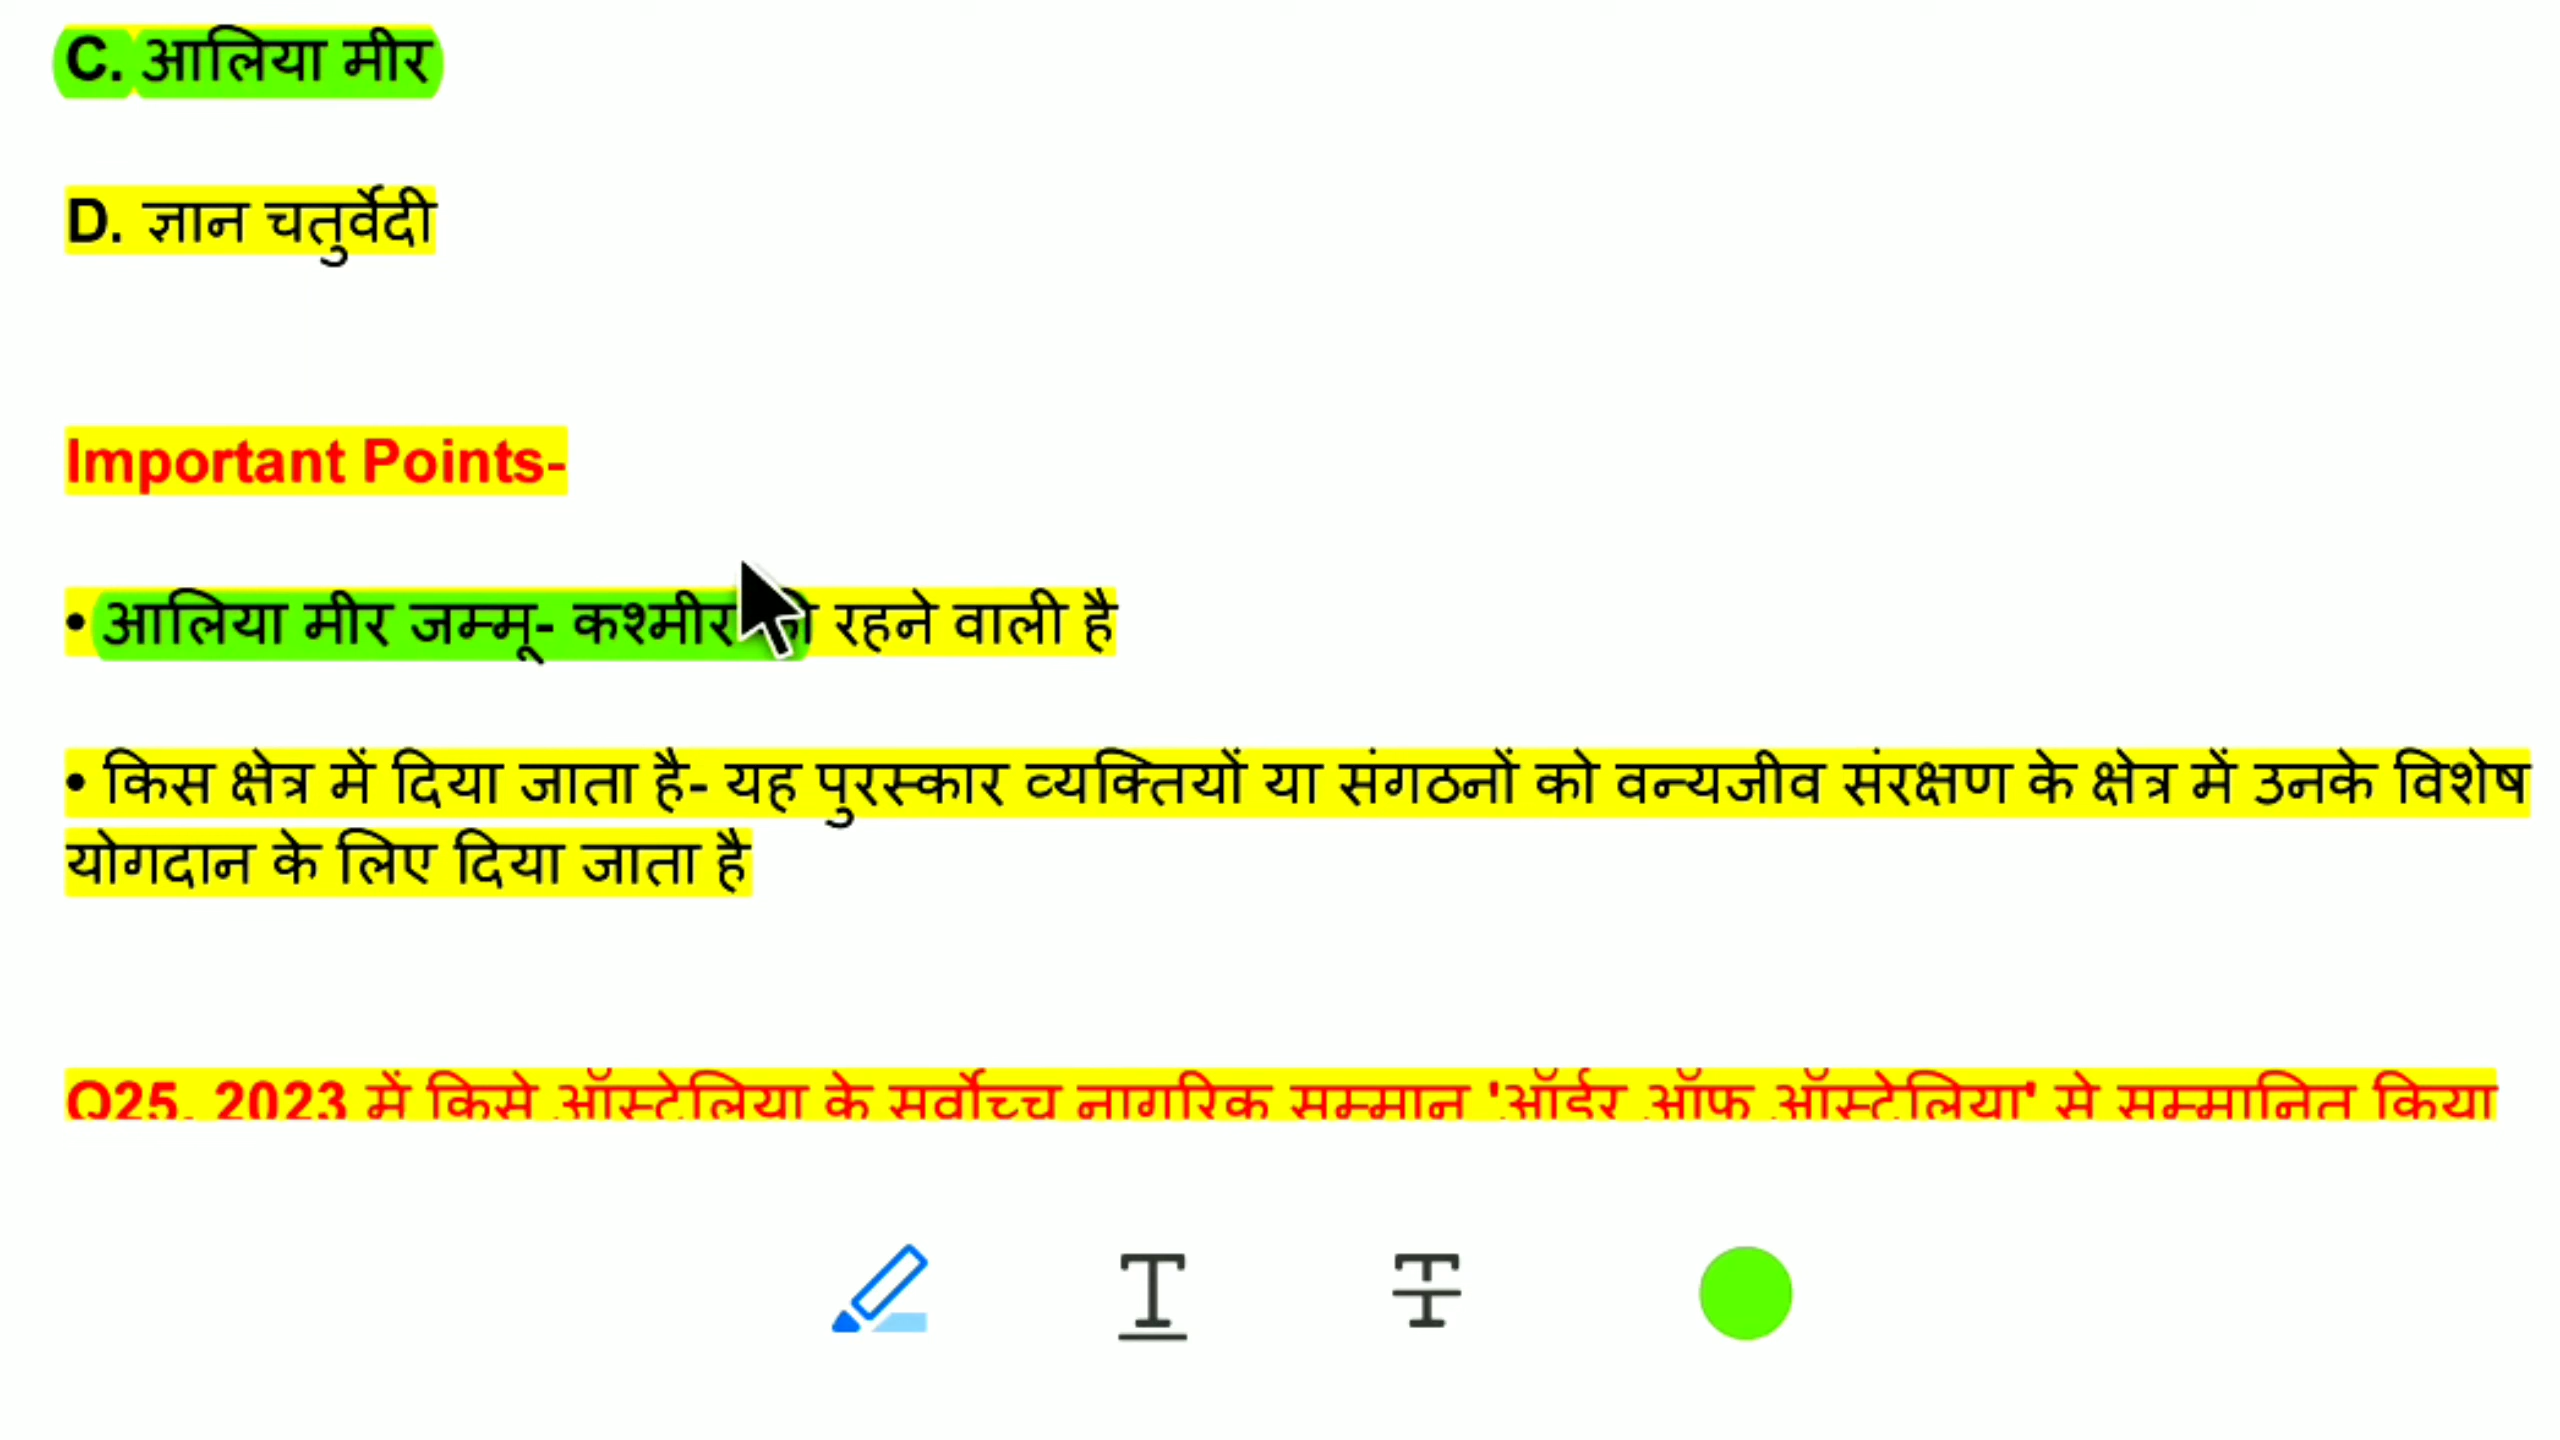 C. आलिया मीर
D. ज्ञान चतुर्वेदी
Important Points-
• आलिया मीर जम्मू- कश्मीर रहने वाली है
• किस क्षेत्र में दिया जाता है- यह पुरस्कार व्यक्तियों या संगठनों को वन्यजीव संरक्षण के क्षेत्र में उनके विशेष
योगदान के लिए दिया जाता है
Q25. 2023 में किसे ऑस्टेलिया के सर्वोच्च नागरिक सम्मान 'ऑर्डर ऑफ ऑस्टेलिया' से सम्मानित किया